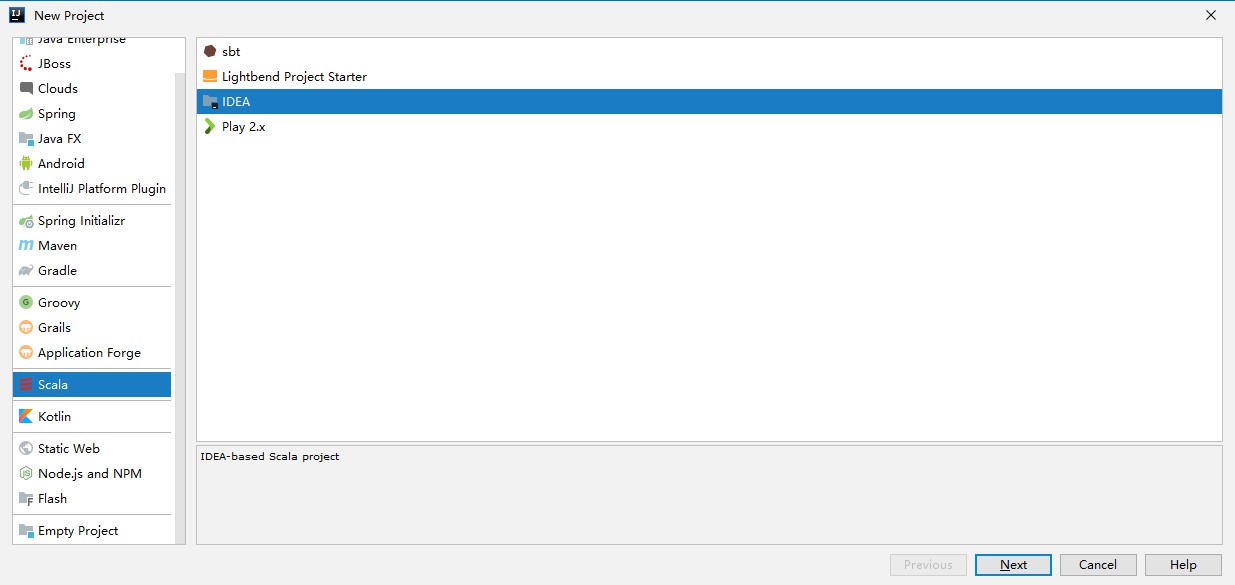 New Project
Java Enterprise
JBoss
Clouds
Spring
Java FX
Android
IntelliJ Platform Plugin
Spring Initializr
Maven
Gradle
Groovy
Grails
Application Forge
Scala
Kotlin
Static Web
Node.js and NPM
Flash
Empty Project
sbt
Lightbend Project Starter
IDEA
Play 2.x
IDEA-based Scala project
Previous
Next
Cancel
Help